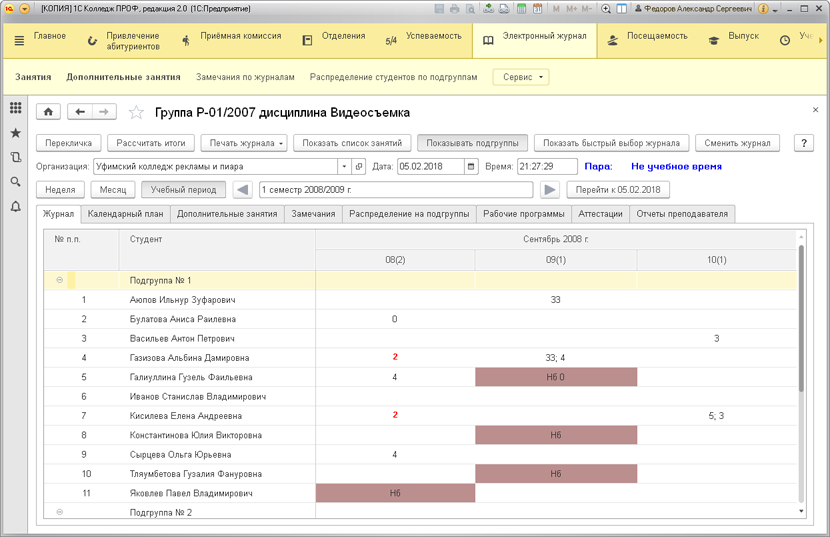 [КОПИЯ] 1С Колледж ПРОФ, редакция 2.0 (1С:Предприятие)
M M+ M- Федоров Александр Сергеевич
Главное Привлечение абитуриентов Приёмная комиссия Отделения 5/4 Успеваемость Электронный журнал Посещаемость Выпуск
Занятия Дополнительные занятия Замечания по журналам Распределение студентов по подгруппам Сервис
Группа Р-01/2007 дисциплина Видеосъемка
Перекличка Рассчитать итоги Печать журнала Показать список занятий Показывать подгруппы Показать быстрый выбор журнала Сменить журнал ?
Организация: Уфимский колледж рекламы и пиара Дата: 05.02.2018 Время: 21:27:29 Пара: Не учебное время
Неделя Месяц Учебный период 1 семестр 2008/2009 г. Перейти к 05.02.2018
Журнал Календарный план Дополнительные занятия Замечания Распределение на подгруппы Рабочие программы Аттестации Отчеты преподавателя
№ п.п. Студент Сентябрь 2008 г.
08(2) 09(1) 10(1)
Подгруппа № 1
1 Аюпов Ильнур Зуфарович 33
2 Булатова Аниса Раилевна 0
3 Васильев Антон Петрович 3
4 Газизова Альбина Дамировна 2 33; 4
5 Галиуллина Гузель Фаильевна 4 Нб 0
6 Иванов Станислав Владимирович
7 Кисилева Елена Андреевна 2 5; 3
8 Константинова Юлия Викторовна Нб
9 Сырцева Ольга Юрьевна 4
10 Тляумбетова Гузалия Фануровна Нб
11 Яковлев Павел Владимирович Нб
Подгруппа № 2